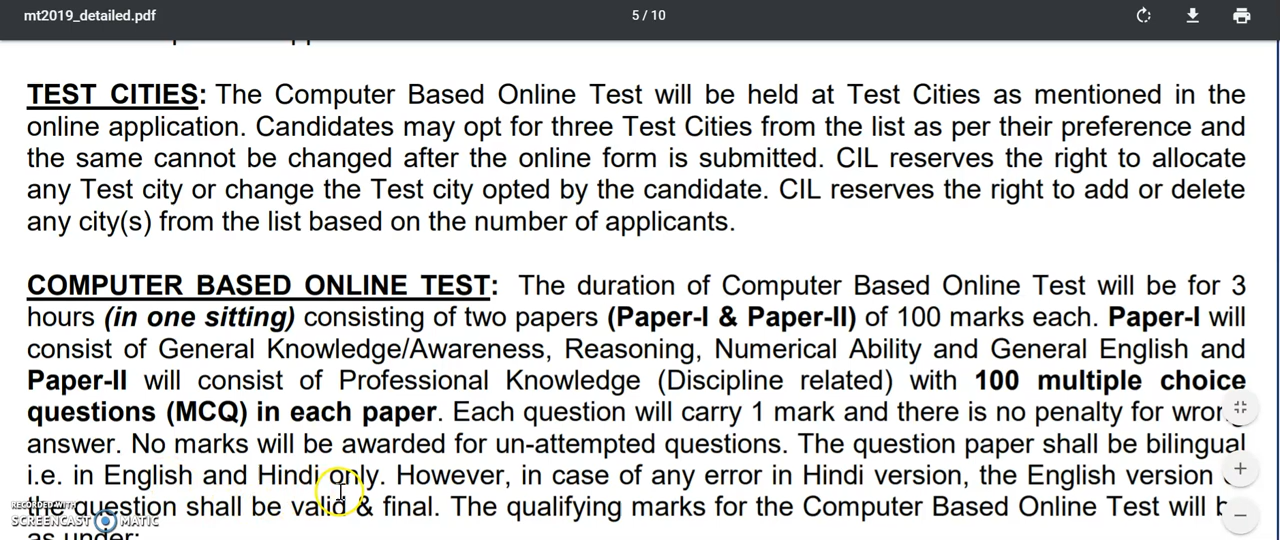 mt2019_detailed.pdf
5 / 10
TEST CITIES: The Computer Based Online Test will be held at Test Cities as mentioned in the
online application. Candidates may opt for three Test Cities from the list as per their preference and
the same cannot be changed after the online form is submitted. CIL reserves the right to allocate
any Test city or change the Test city opted by the candidate. CIL reserves the right to add or delete
any city(s) from the list based on the number of applicants.
COMPUTER BASED ONLINE TEST: The duration of Computer Based Online Test will be for 3
hours (in one sitting) consisting of two papers (Paper-I & Paper-II) of 100 marks each. Paper-I will
consist of General Knowledge/Awareness, Reasoning, Numerical Ability and General English and
Paper-II will consist of Professional Knowledge (Discipline related) with 100 multiple choice
questions (MCQ) in each paper. Each question will carry 1 mark and there is no penalty for wrong
answer. No marks will be awarded for un-attempted questions. The question paper shall be bilingual
i.e. in English and Hindi only. However, in case of any error in Hindi version, the English version
the question shall be valid & final. The qualifying marks for the Computer Based Online Test will be
as under:
RECORDED WITH
SCREENCAST MATIC